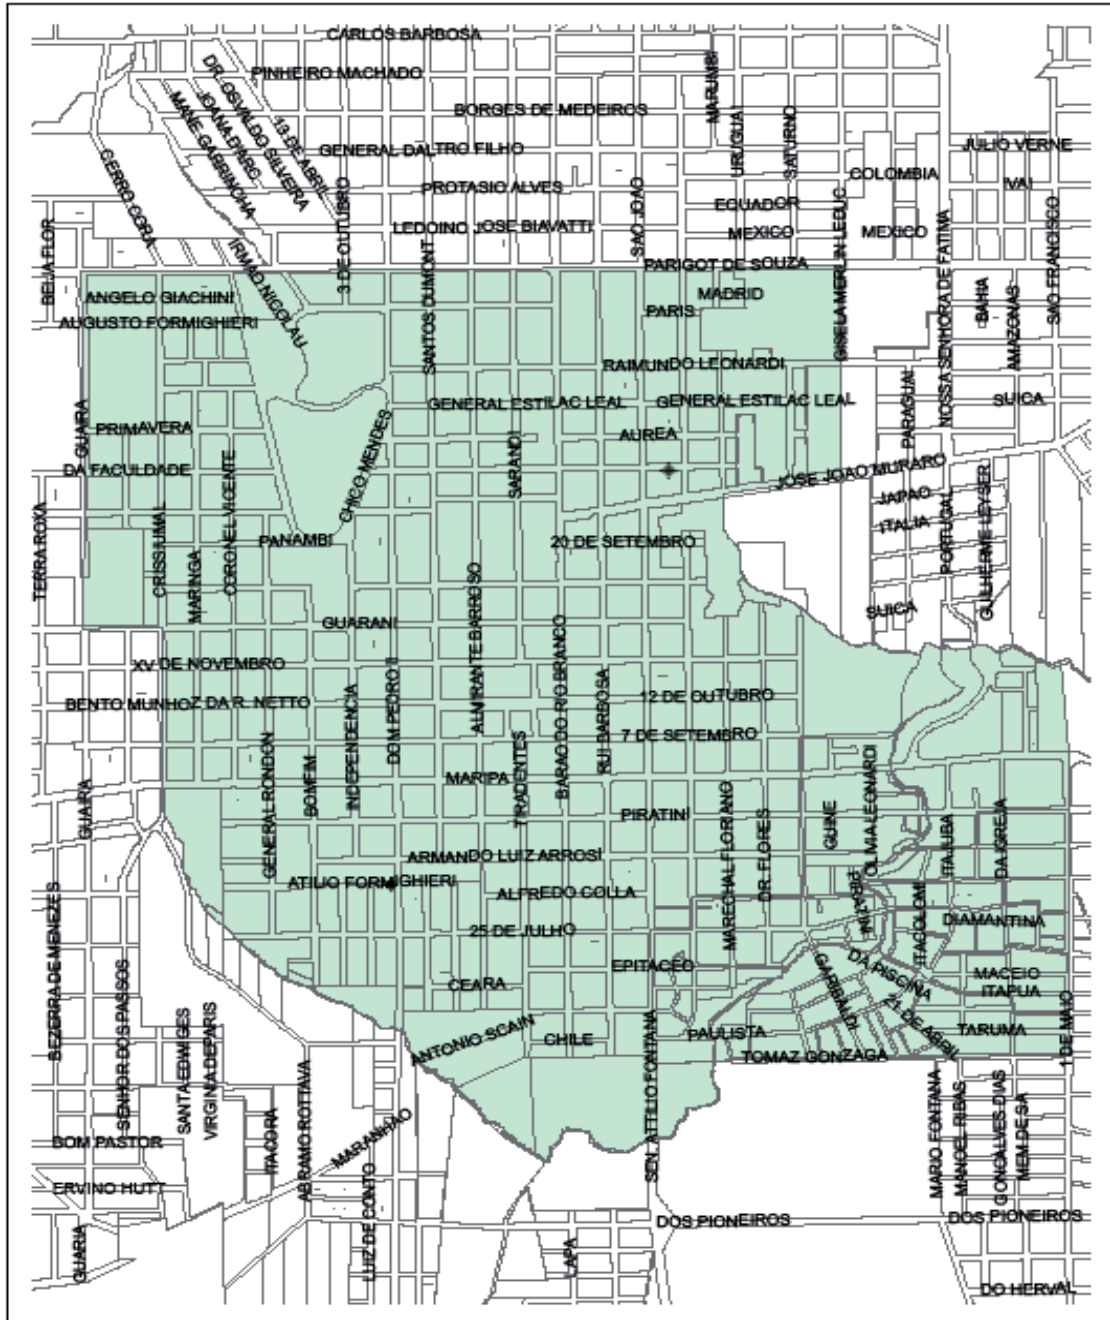 CARLOS BARBOSA
PINHEIRO MACHADO
DR. OSVALDO SILVEIRA
JOANA D'ARC
MANE GARRINCHA
13 DE ABRIL
BORGES DE MEDEIROS
MARUMBI
URUGUAI
SATURNO
GENERAL DALTRO FILHO
JULIO VERNE
CERRO CORA
COLOMBIA
IVAI
PROTASIO ALVES
3 DE OUTUBRO
SAO JOAO
EQUADOR
LEDOINO JOSE BIAVATTI
MEXICO
MEXICO
GISELA MERLIN LEDUC
NOSSA SENHORA DE FATIMA
SAO FRANCISCO
BEIJA FLOR
IRMAO NICOLAU
SANTOS DUMONT
PARIGOT DE SOUZA
ANGELO GIACHINI
MADRID
BAHIA
AMAZONAS
AUGUSTO FORMIGHIERI
PARIS
RAIMUNDO LEONARDI
GENERAL ESTILAC LEAL
GENERAL ESTILAC LEAL
PARAGUAI
SUICA
GUAIRA
PRIMAVERA
AUREA
CHICO MENDES
SARANDI
DA FACULDADE
CORONEL VICENTE
JOSE JOAO MURARO
JAPAO
ITALIA
PORTUGAL
GUILHERME LEYSER
TERRA ROXA
CRISSIUMAL
MARINGA
PANAMBI
20 DE SETEMBRO
SUICA
GUARANI
ALMIRANTE BARROSO
BARAO DO RIO BRANCO
XV DE NOVEMBRO
DOM PEDRO II
RUI BARBOSA
12 DE OUTUBRO
BENTO MUNHOZ DA R. NETTO
INDEPENDENCIA
7 DE SETEMBRO
GENERAL RONDON
BOMFIM
MARIPA
TIRADENTES
GUAIRA
PIRATINI
MARECHAL FLORIANO
DR. FLORES
GUINE
OLIVIA LEONARDI
ITAJUBA
DA IGREJA
ARMANDO LUIZ ARROSI
ATILIO FORMIGHIERI
ALFREDO COLLA
PIRATINI
ITACOLOMI
DIAMANTINA
25 DE JULHO
BEZERRA DE MENEZES
SENHOR DOS PASSOS
EPITACEO
DA PISCINA
GARIBALDI
MACEIO
ITAPUA
CEARA
21 DE ABRIL
ANTONIO SCAIN
CHILE
SEN. ATTILIO FONTANA
PAULISTA
TARUMA
1 DE MAIO
TOMAZ GONZAGA
SANTA EDWIGES
VIRGINIA DE PARIS
ITACORA
ABRAMO ROTTAVA
MARANHAO
MARIO FONTANA
MANOEL RIBAS
GONCALVES DIAS
MEM DE SA
BOM PASTOR
ERVINO HUTT
LUIZ DE CONTO
DOS PIONEIROS
DOS PIONEIROS
GUARIA
LAPA
DO HERVAL